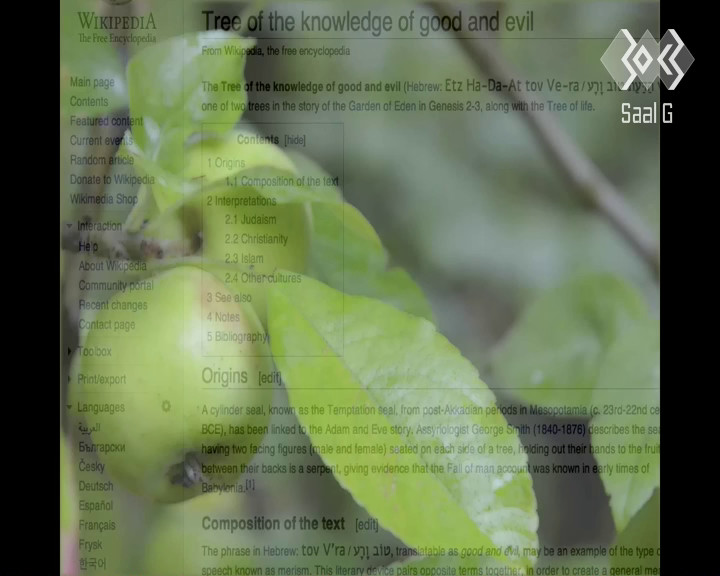 WIKIPEDIA
The Free Encyclopedia
Main page
Contents
Featured content
Current events
Random article
Donate to Wikipedia
Wikimedia Shop
Interaction
Help
About Wikipedia
Community portal
Recent changes
Contact page
Toolbox
Print/export
Languages
العربية
Български
Česky
Deutsch
Español
Français
Frysk
한국어
Tree of the knowledge of good and evil
From Wikipedia, the free encyclopedia
The Tree of the knowledge of good and evil (Hebrew: Etz Ha-Da-At tov Ve-ra / טוֹב וָרָע
one of two trees in the story of the Garden of Eden in Genesis 2-3, along with the Tree of life.
Contents [hide]
1 Origins
1.1 Composition of the text
2 Interpretations
2.1 Judaism
2.2 Christianity
2.3 Islam
2.4 Other cultures
3 See also
4 Notes
5 Bibliography
Origins [edit]
A cylinder seal, known as the Temptation seal, from post-Akkadian periods in Mesopotamia (c. 23rd-22nd ce
BCE), has been linked to the Adam and Eve story. Assyriologist George Smith (1840-1876) describes the sea
having two facing figures (male and female) seated on each side of a tree, holding out their hands to the fruit
between their backs is a serpent, giving evidence that the Fall of man account was known in early times of
Babylonia.[1]
Composition of the text [edit]
The phrase in Hebrew: tov V'ra / טוֹב וָרָע, translatable as good and evil, may be an example of the type o
speech known as merism. This literary device pairs opposite terms together, in order to create a general me
Saal G